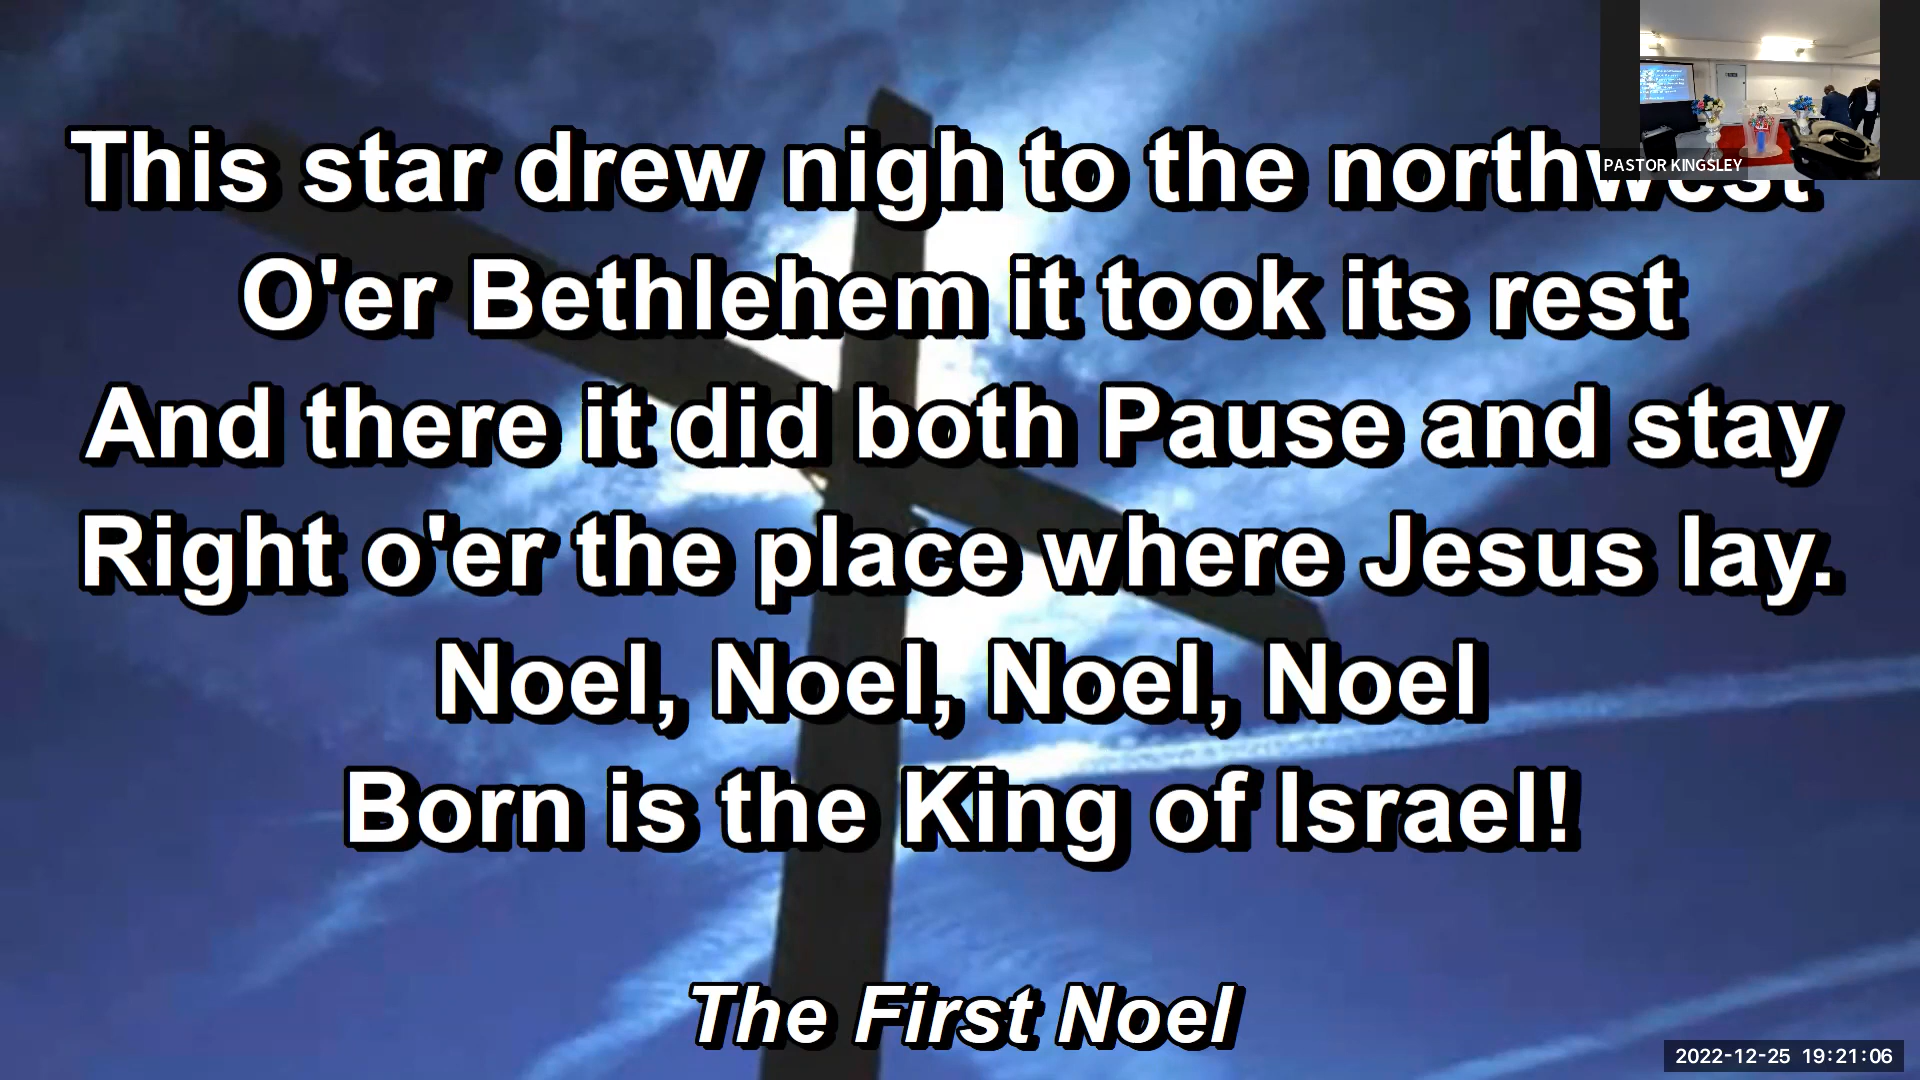 This star drew nigh to the northwest
O'er Bethlehem it took its rest
And there it did both Pause and stay
Right o'er the place where Jesus lay.
Noel, Noel, Noel, Noel
Born is the King of Israel!
The First Noel
PASTOR KINGSLEY
2022-12-25 19:21:06